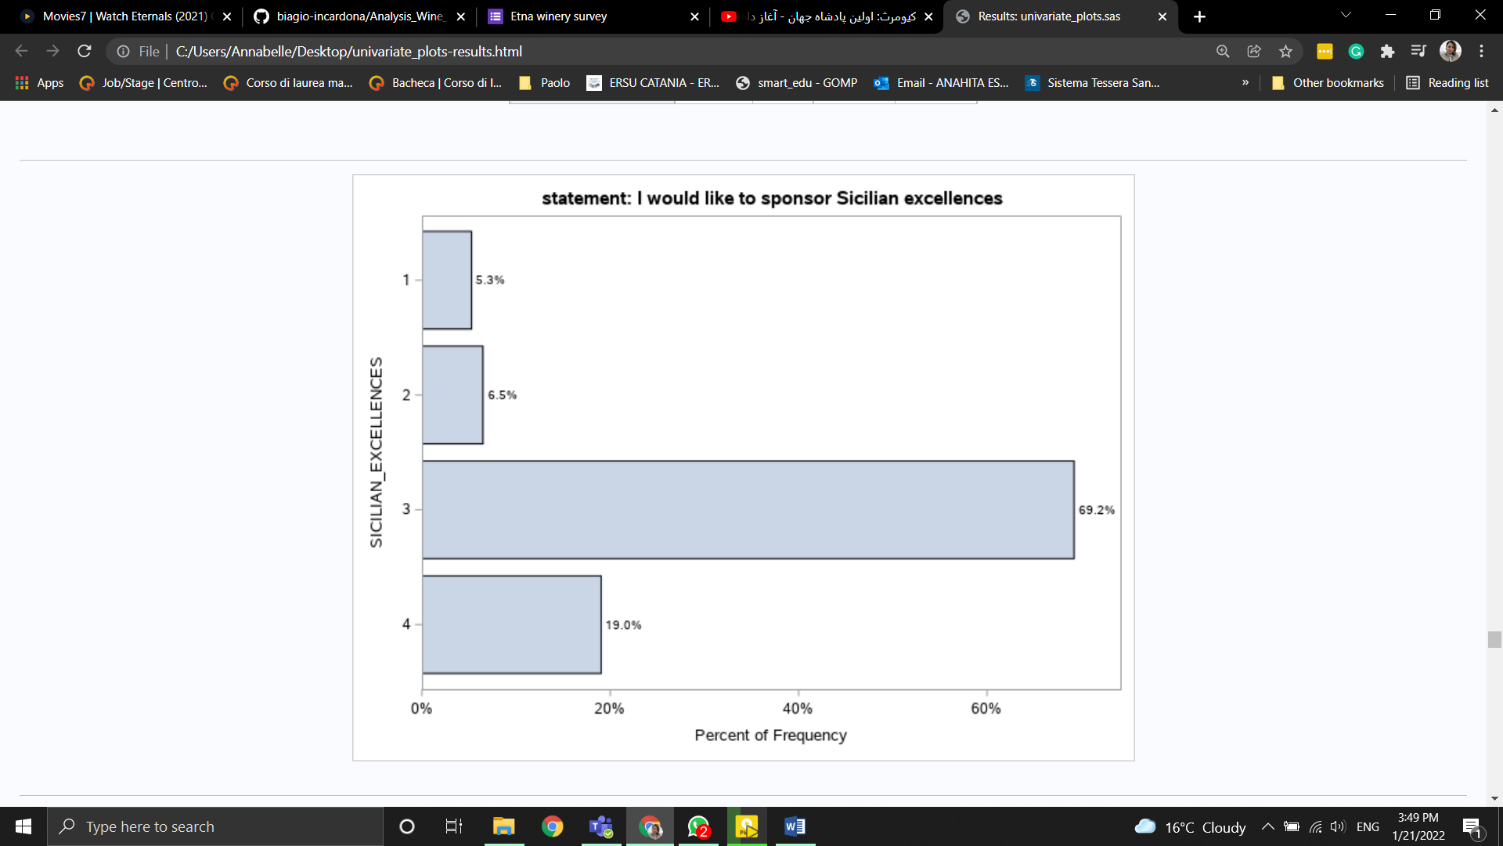 Movies7 | Watch Eternals (2021)
biagio-incardona/Analysis_Wine_
Etna winery survey
کیومرث: اولین پادشاه جهان - آغاز دا
Results: univariate_plots.sas
File | C:/Users/Annabelle/Desktop/univariate_plots-results.html
Apps
Job/Stage | Centro...
Corso di laurea ma...
Bacheca | Corso di l...
Paolo
ERSU CATANIA - ER...
smart_edu - GOMP
Email - ANAHITA ES...
Sistema Tessera San...
»
Other bookmarks
Reading list
statement: I would like to sponsor Sicilian excellences
SICILIAN_EXCELLENCES
1
5.3%
2
6.5%
3
69.2%
4
19.0%
0%
20%
40%
60%
Percent of Frequency
Type here to search
2
16°C Cloudy
ENG
3:49 PM
1/21/2022
1